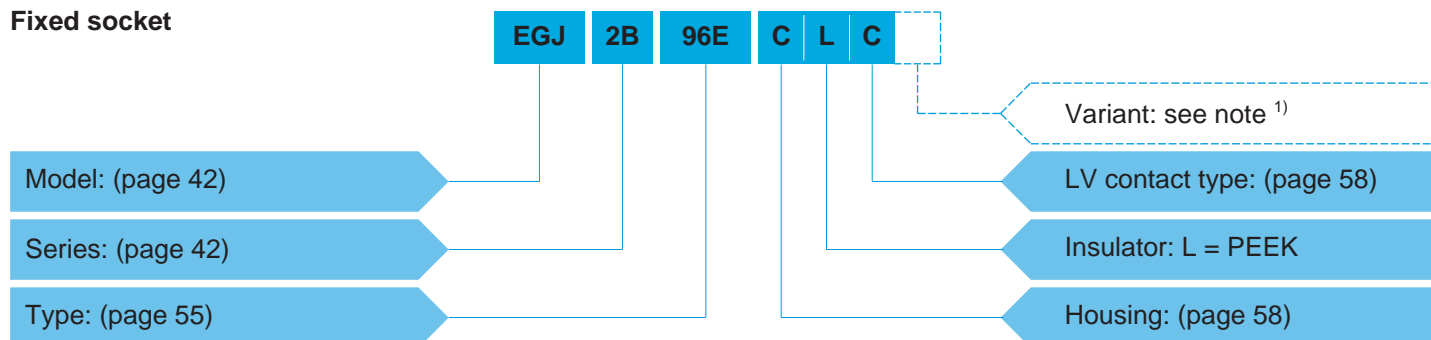 Fixed socket
EGJ 2B 96E C L C
Variant: see note 1)
Model: (page 42)
LV contact type: (page 58)
Series: (page 42)
Insulator: L = PEEK
Type: (page 55)
Housing: (page 58)